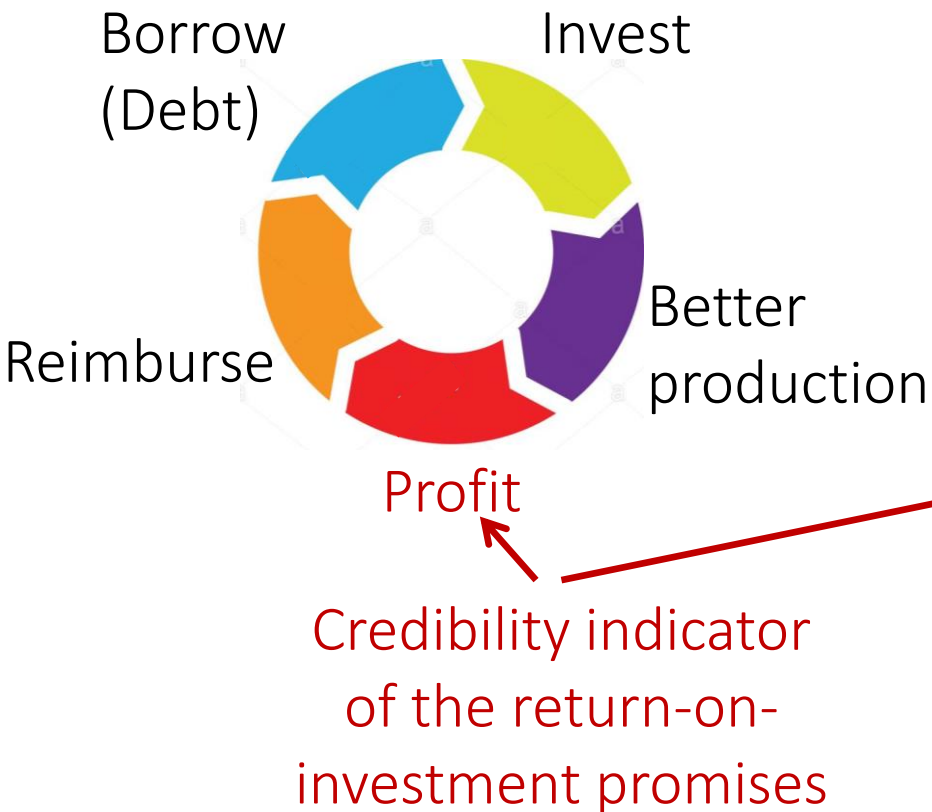 Borrow
(Debt)
Invest
Better
production
Reimburse
Profit
Credibility indicator
of the return-on-
investment promises